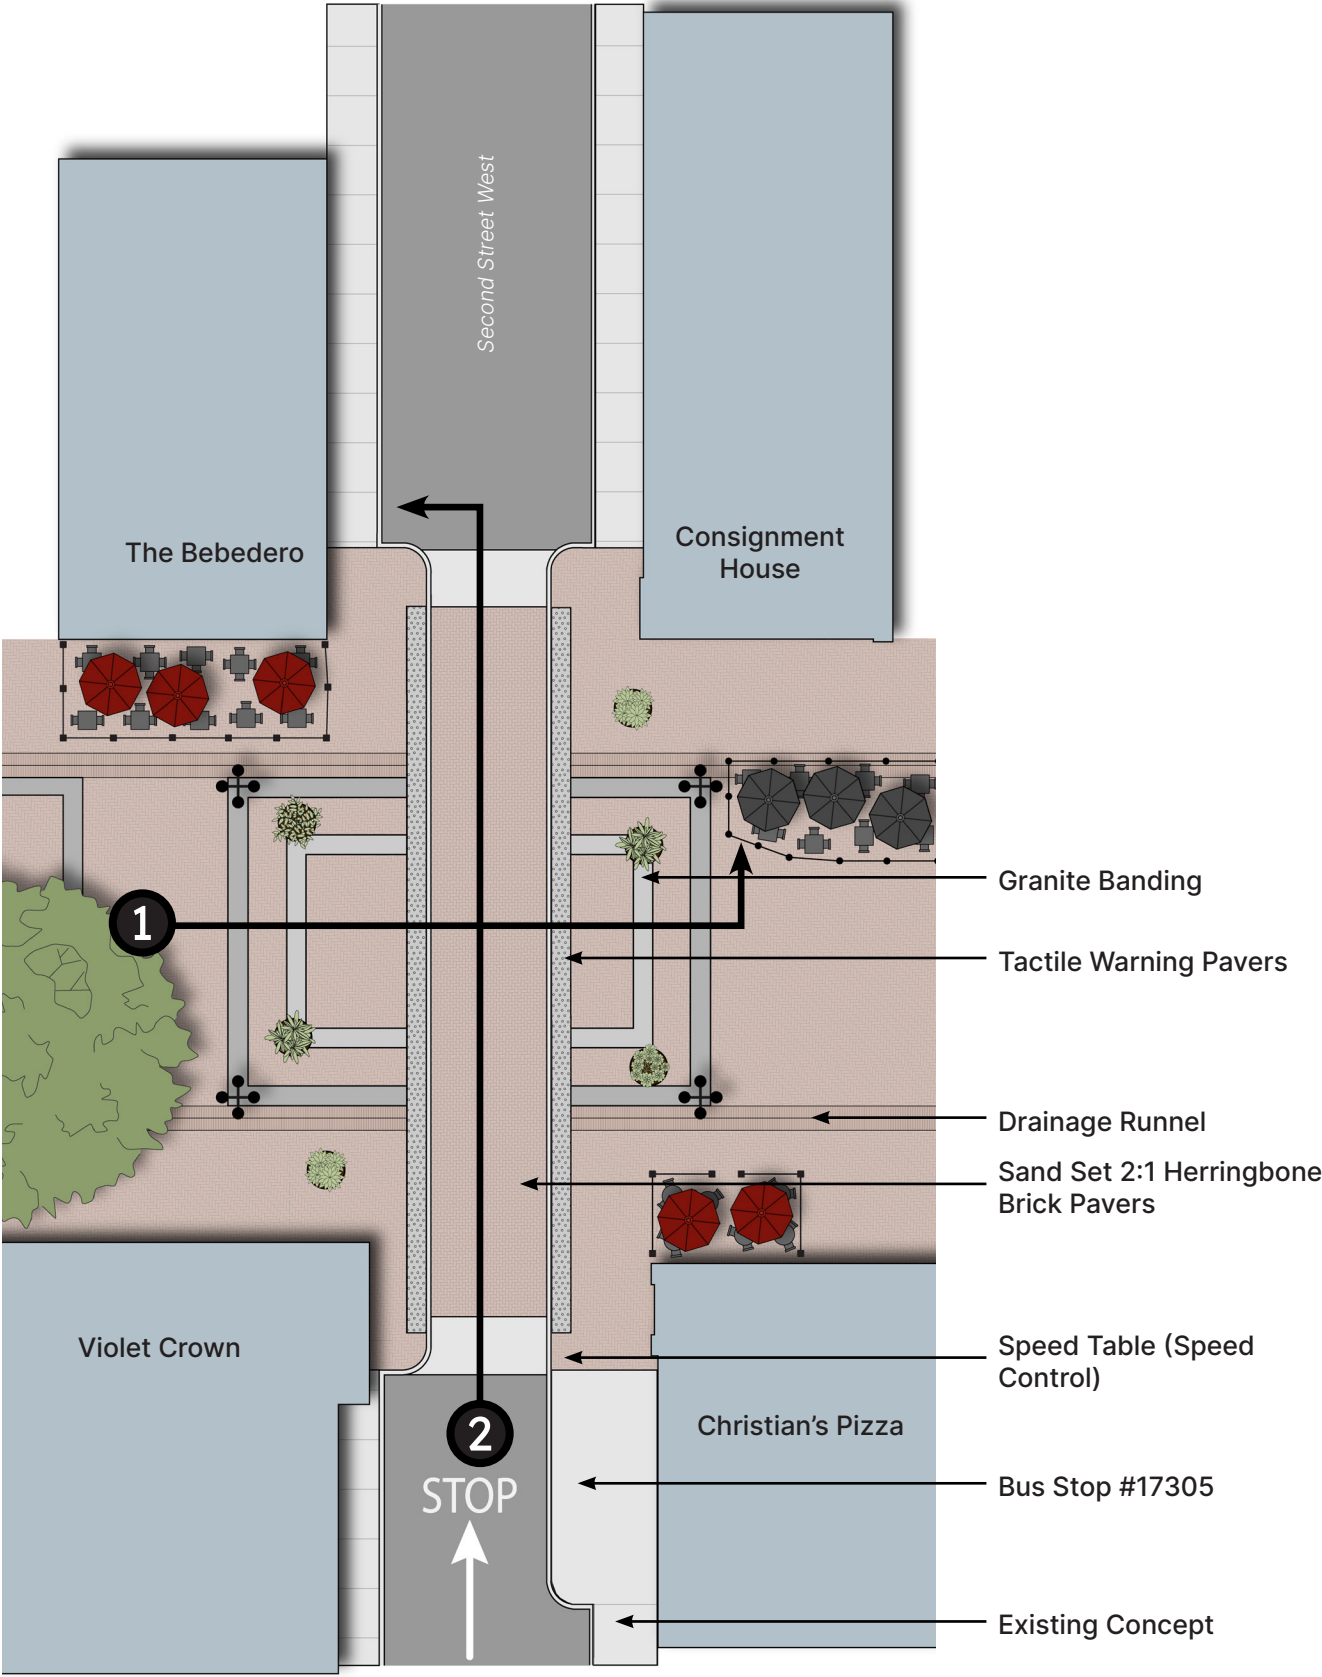 Second Street West
The Bebedero
Consignment
House
1
Granite Banding
Tactile Warning Pavers
Drainage Runnel
Sand Set 2:1 Herringbone
Brick Pavers
Violet Crown
Speed Table (Speed
Control)
Christian's Pizza
2
STOP
Bus Stop #17305
Existing Concept